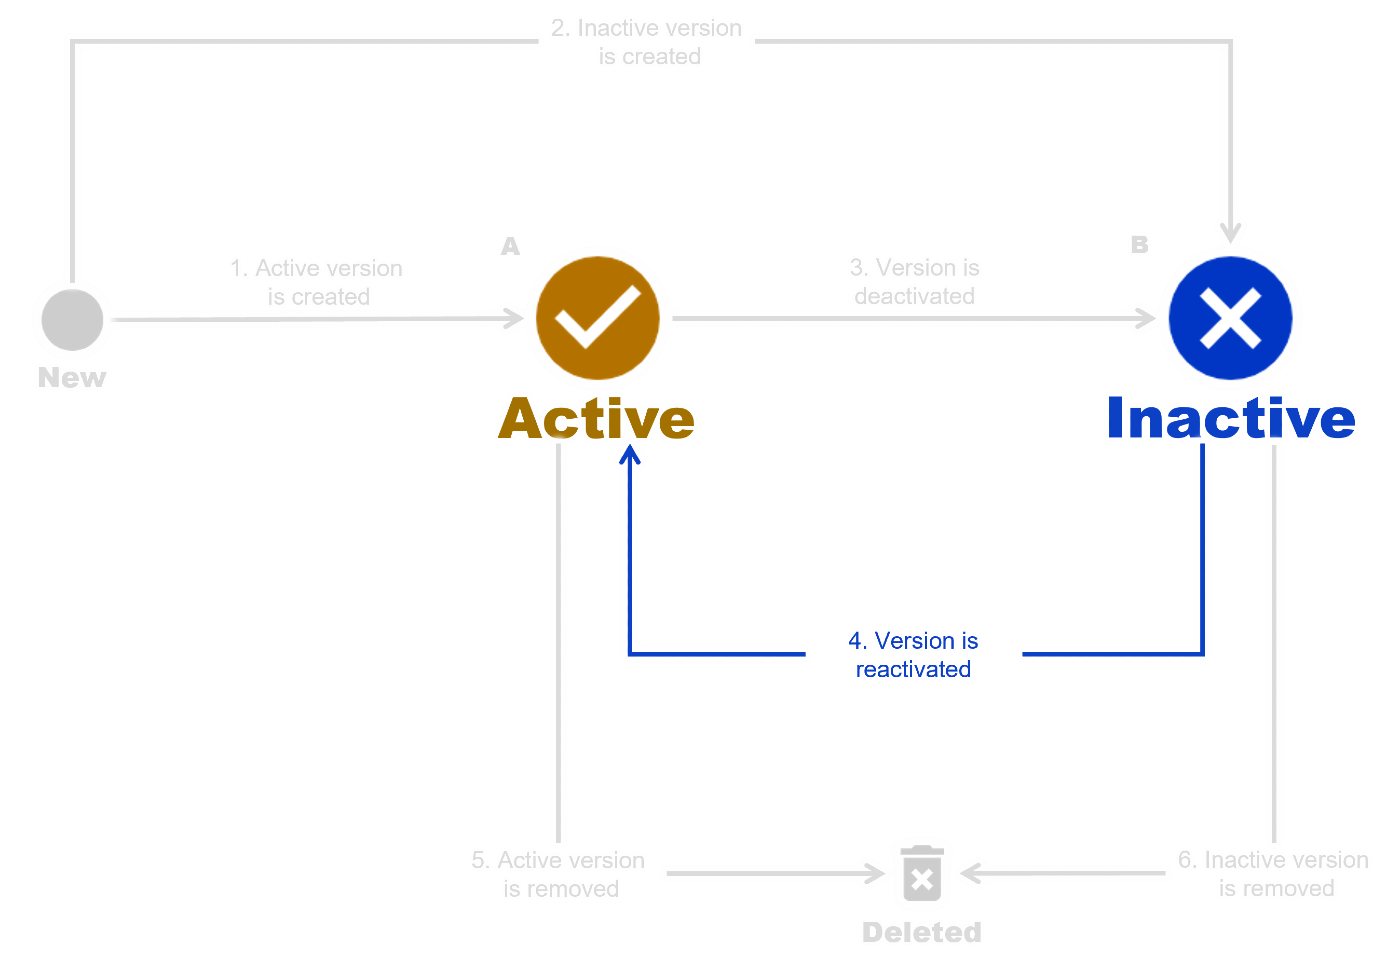 2. Inactive version
is created
A
B
1. Active version
is created
3. Version is
deactivated
New
Active
Inactive
4. Version is
reactivated
5. Active version
is removed
6. Inactive version
is removed
Deleted